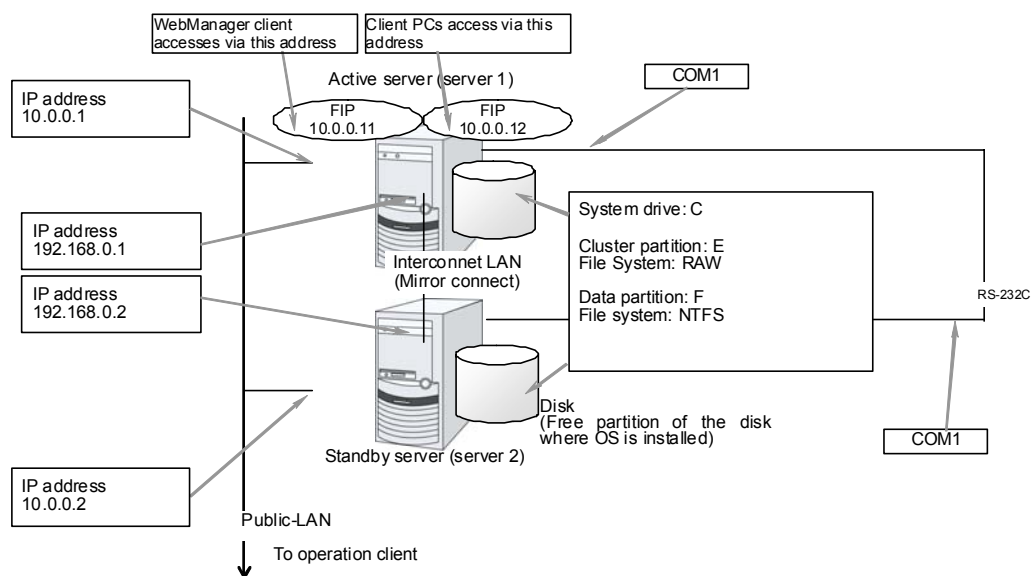 WebManager client
accesses via this address
Client PCs access via this
address
Active server (server 1)
COM1
IP address
10.0.0.1
FIP
10.0.0.11
FIP
10.0.0.12
System drive: C
Cluster partition: E
File System: RAW
Data partition: F
File system: NTFS
IP address
192.168.0.1
Interconnet LAN
(Mirror connect)
IP address
192.168.0.2
RS-232C
Disk
(Free partition of the disk
where OS is installed)
COM1
Standby server (server 2)
IP address
10.0.0.2
Public-LAN
To operation client